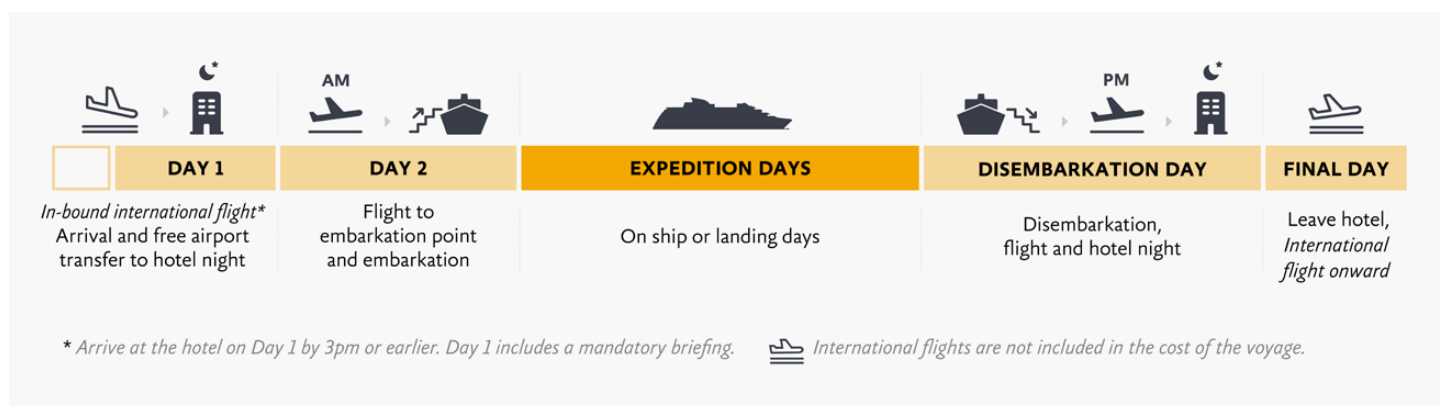 AM
PM
DAY 1
DAY 2
EXPEDITION DAYS
DISEMBARKATION DAY
FINAL DAY
In-bound international flight*
Arrival and free airport
transfer to hotel night
Flight to
embarkation point
and embarkation
On ship or landing days
Disembarkation,
flight and hotel night
Leave hotel,
International
flight onward
* Arrive at the hotel on Day 1 by 3pm or earlier. Day 1 includes a mandatory briefing.
International flights are not included in the cost of the voyage.